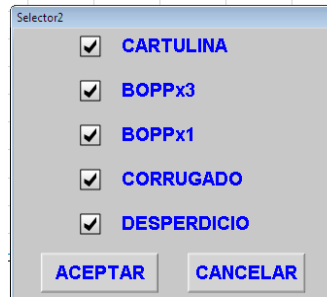 Selector2
CARTULINA
BOPPx3
BOPPx1
CORRUGADO
DESPERDICIO
ACEPTAR CANCELAR